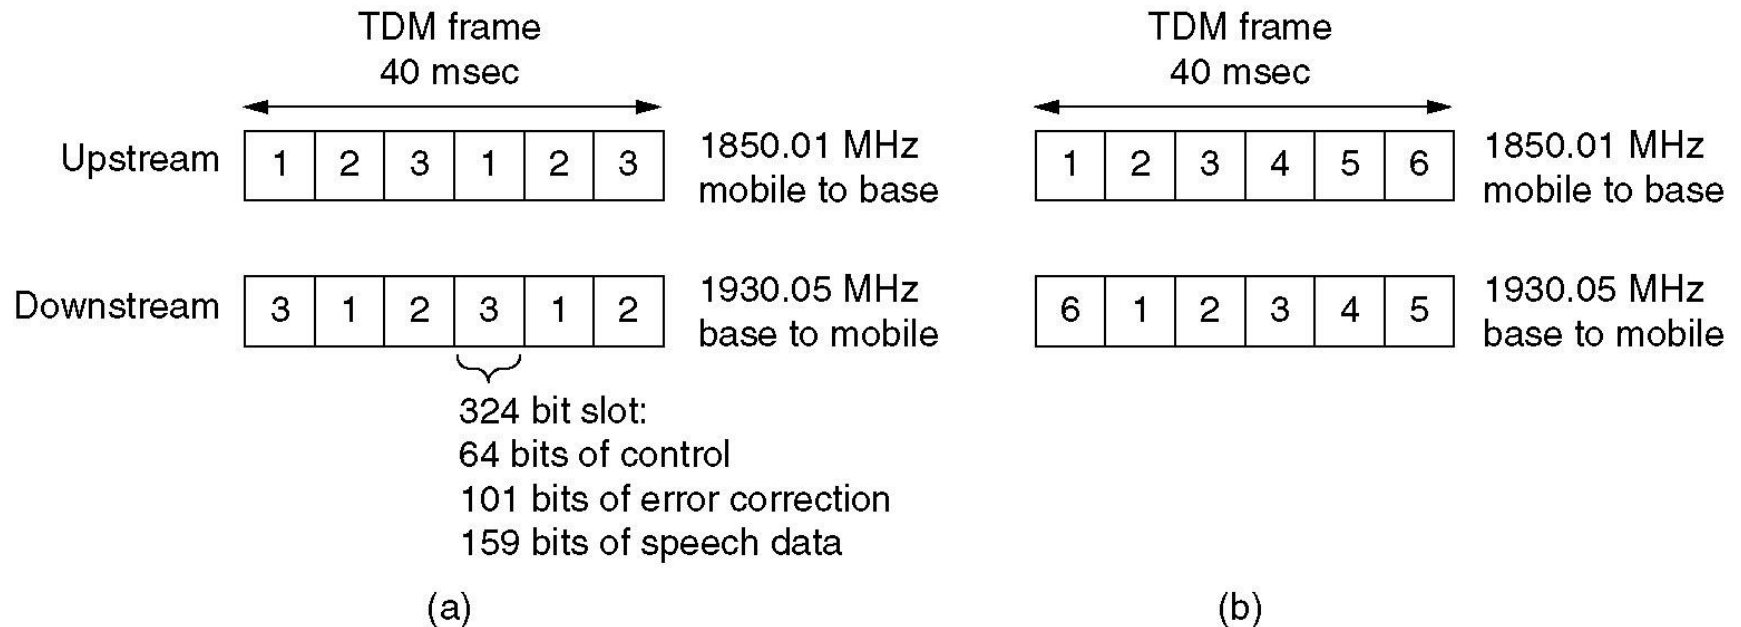 TDM frame
40 msec
Upstream
1 2 3 1 2 3
1850.01 MHz
mobile to base
Downstream
3 1 2 3 1 2
1930.05 MHz
base to mobile
324 bit slot:
64 bits of control
101 bits of error correction
159 bits of speech data
(a)
TDM frame
40 msec
1 2 3 4 5 6
1850.01 MHz
mobile to base
6 1 2 3 4 5
1930.05 MHz
base to mobile
(b)